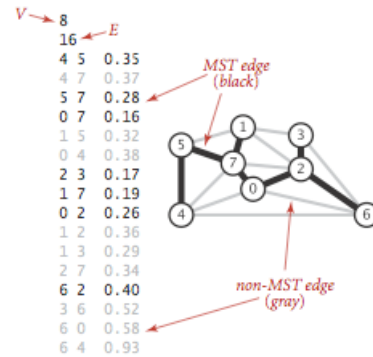 V
8
16
E
4 5 0.35
4 7 0.37
5 7 0.28
0 7 0.16
1 5 0.32
0 4 0.38
2 3 0.17
1 7 0.19
0 2 0.26
1 2 0.36
1 3 0.29
2 7 0.34
6 2 0.40
3 6 0.52
6 0 0.58
6 4 0.93
MST edge
(black)
1
3
5
7
2
0
4
6
non-MST edge
(gray)